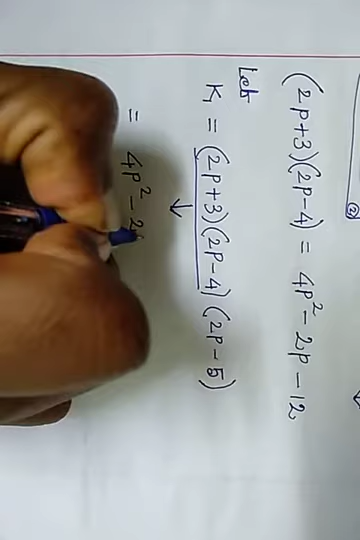 (2p+3)(2p-4) = 4p² - 2p - 12
Let
K₁ = (2p+3)(2p-4)(2p-5)
↓
= 4p² - 2